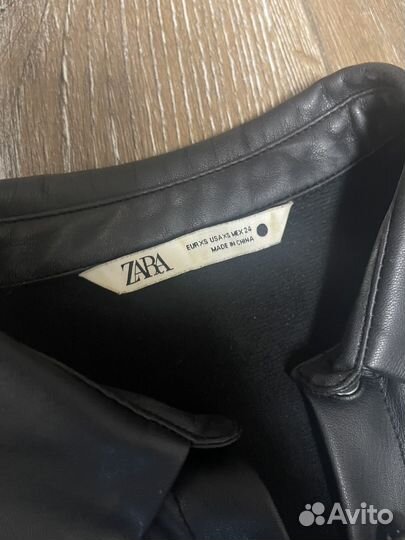 ZARA
EUR XS USA XS MEX 24
MADE IN CHINA
Avito